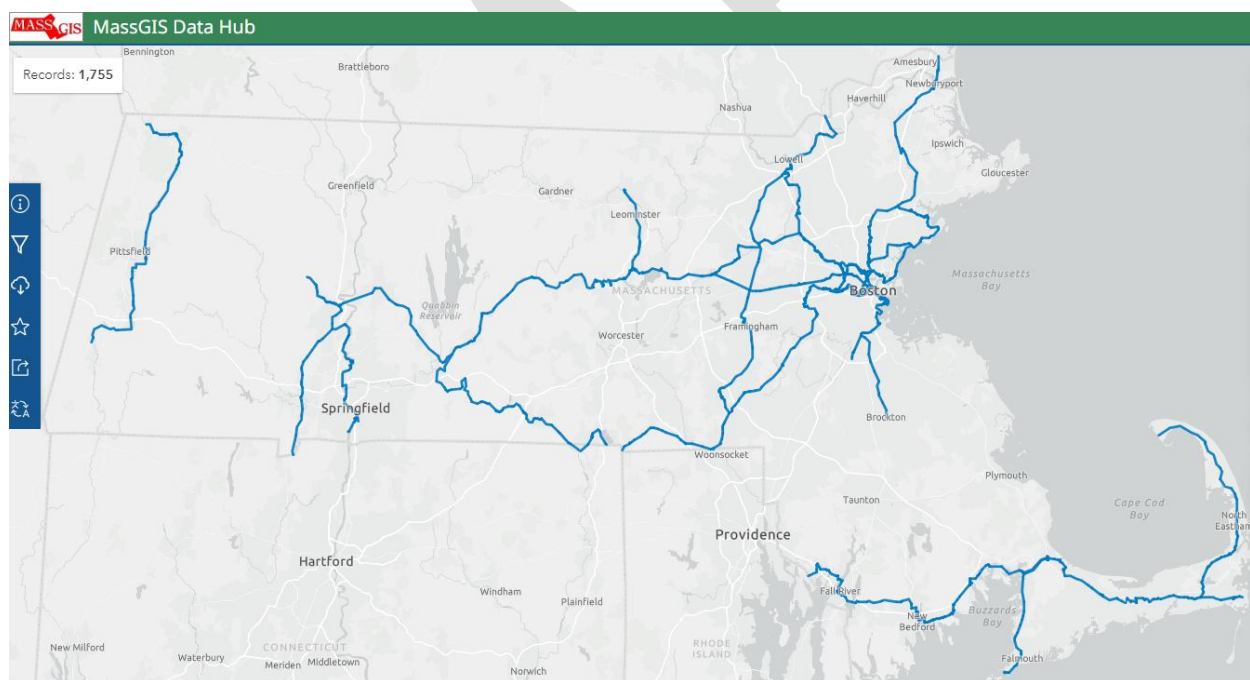 MASS GIS
MassGIS Data Hub
Records: 1,755
Bennington
Brattleboro
Amesbury
Newburyport
Haverhill
Nashua
Ipswich
Lowell
Gloucester
Greenfield
Gardner
Leominster
Pittsfield
Massachusetts
Bay
MASSACHUSETTS
Boston
Quabbin
Reservoir
Worcester
Framingham
Springfield
Brockton
Woonsocket
Plymouth
Taunton
Cape Cod
Bay
North
Eastham
Providence
Hartford
Windham
Plainfield
Fall River
New
Bedford
Buzzards
Bay
New Milford
CONNECTICUT
RHODE
ISLAND
Waterbury
Meriden
Middletown
Norwich
Falmouth